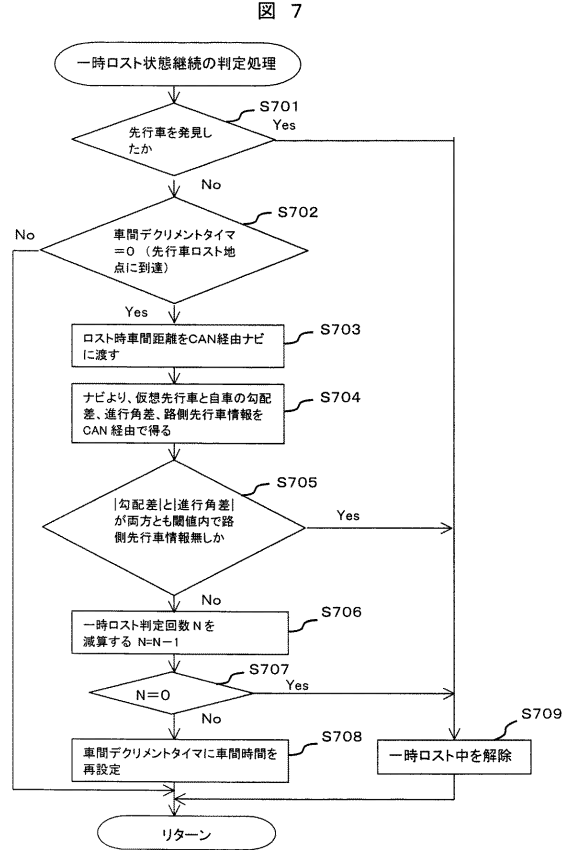 図 7
一時ロスト状態継続の判定処理
S701
先行車を発見し
たか
Yes
No
S702
車間デクリメントタイマ
=0 (先行車ロスト地
点に到達)
No
Yes
S703
ロスト時車間距離をCAN経由ナビ
に渡す
S704
ナビより、仮想先行車と自車の勾配
差、進行角差、路側先行車情報を
CAN 経由で得る
S705
|勾配差|と|進行角差|
が両方とも閾値内で路
側先行車情報無しか
Yes
No
S706
一時ロスト判定回数 N を
減算する N=N-1
S707
N=0
Yes
No
S708
車間デクリメントタイマに車間時間を
再設定
S709
一時ロスト中を解除
リターン